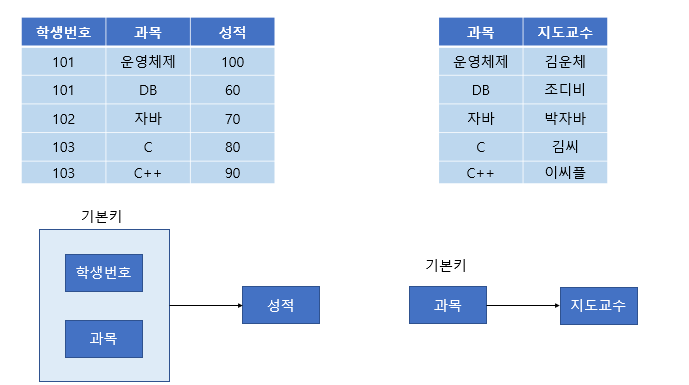 학생번호 과목 성적
101 운영체제 100
101 DB 60
102 자바 70
103 C 80
103 C++ 90
과목 지도교수
운영체제 김운체
DB 조디비
자바 박자바
C 김씨
C++ 이씨플
기본키
학생번호
과목
성적
기본키
과목
지도교수